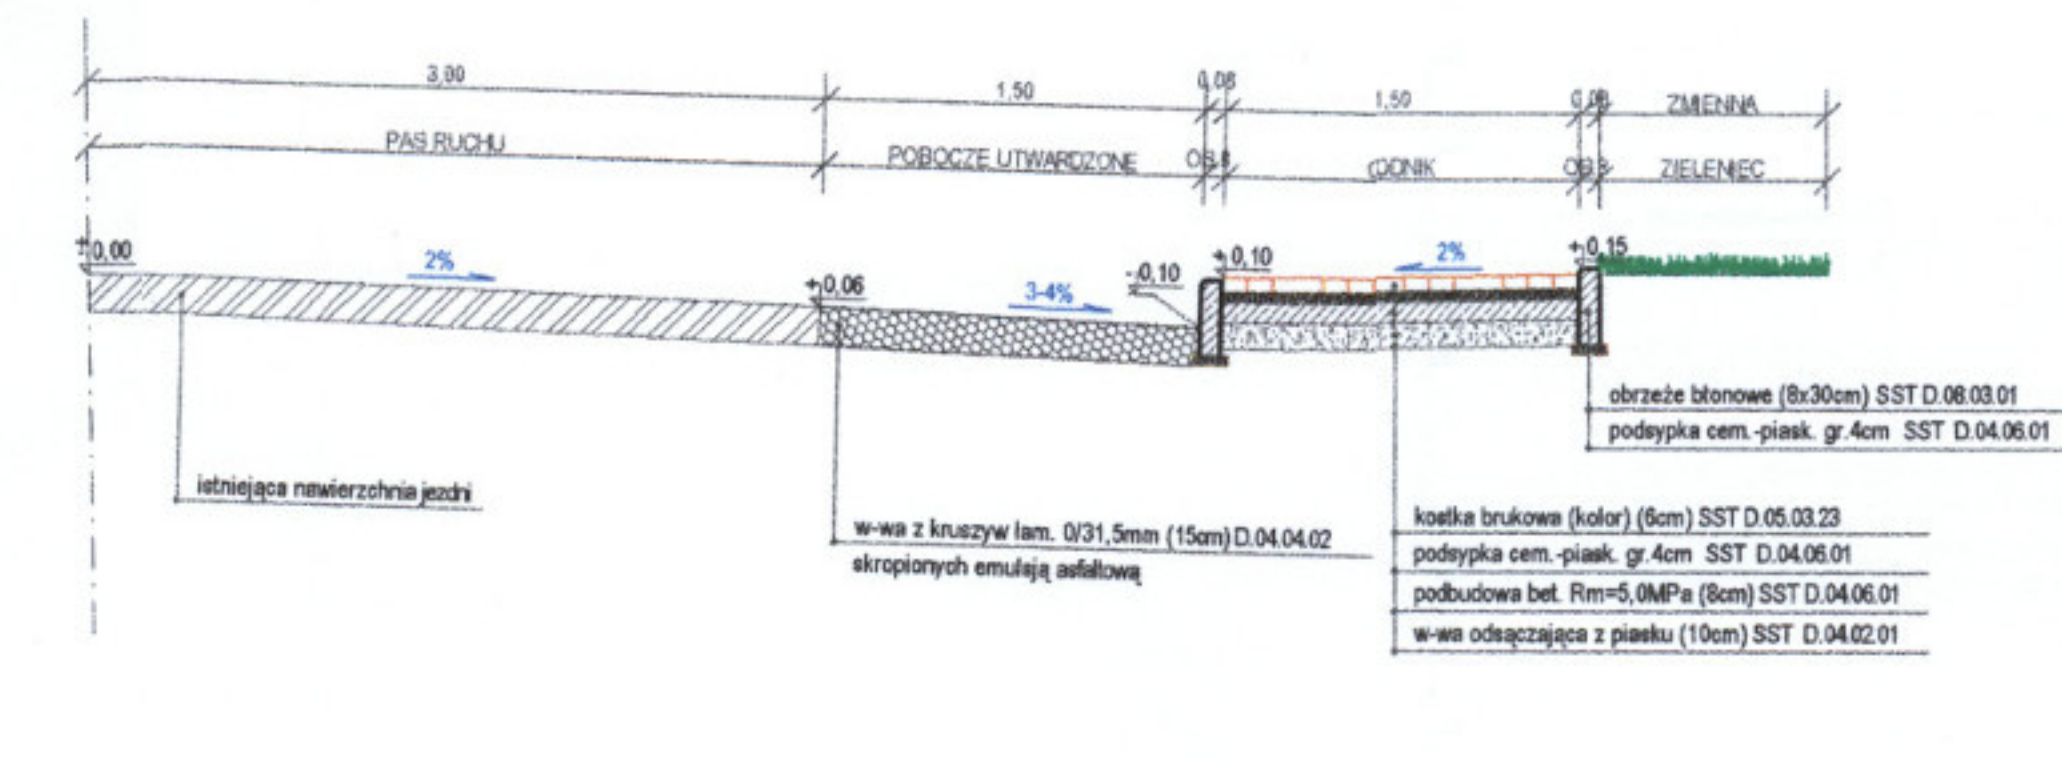 3,00
1,50
0,08
1,50
0,08
ZMIENNA
PAS RUCHU
POBOCZE UTWARDZONE
OB.8
CDONIK
OB.8
ZIELENIEC
±0,00
2%
+0,06
3-4%
-0,10
+0,10
2%
+0,15
obrzeże btonowe (8x30cm) SST D.08.03.01
podsypka cem.-piask. gr.4cm SST D.04.06.01
istniejąca nawierzchnia jezdni
w-wa z kruszyw łam. 0/31,5mm (15cm) D.04.04.02
skropionych emulsją asfaltową
kostka brukowa (kolor) (6cm) SST D.05.03.23
podsypka cem.-piask. gr.4cm SST D.04.06.01
podbudowa bet. Rm=5,0MPa (8cm) SST D.04.06.01
w-wa odsączająca z piasku (10cm) SST D.04.02.01